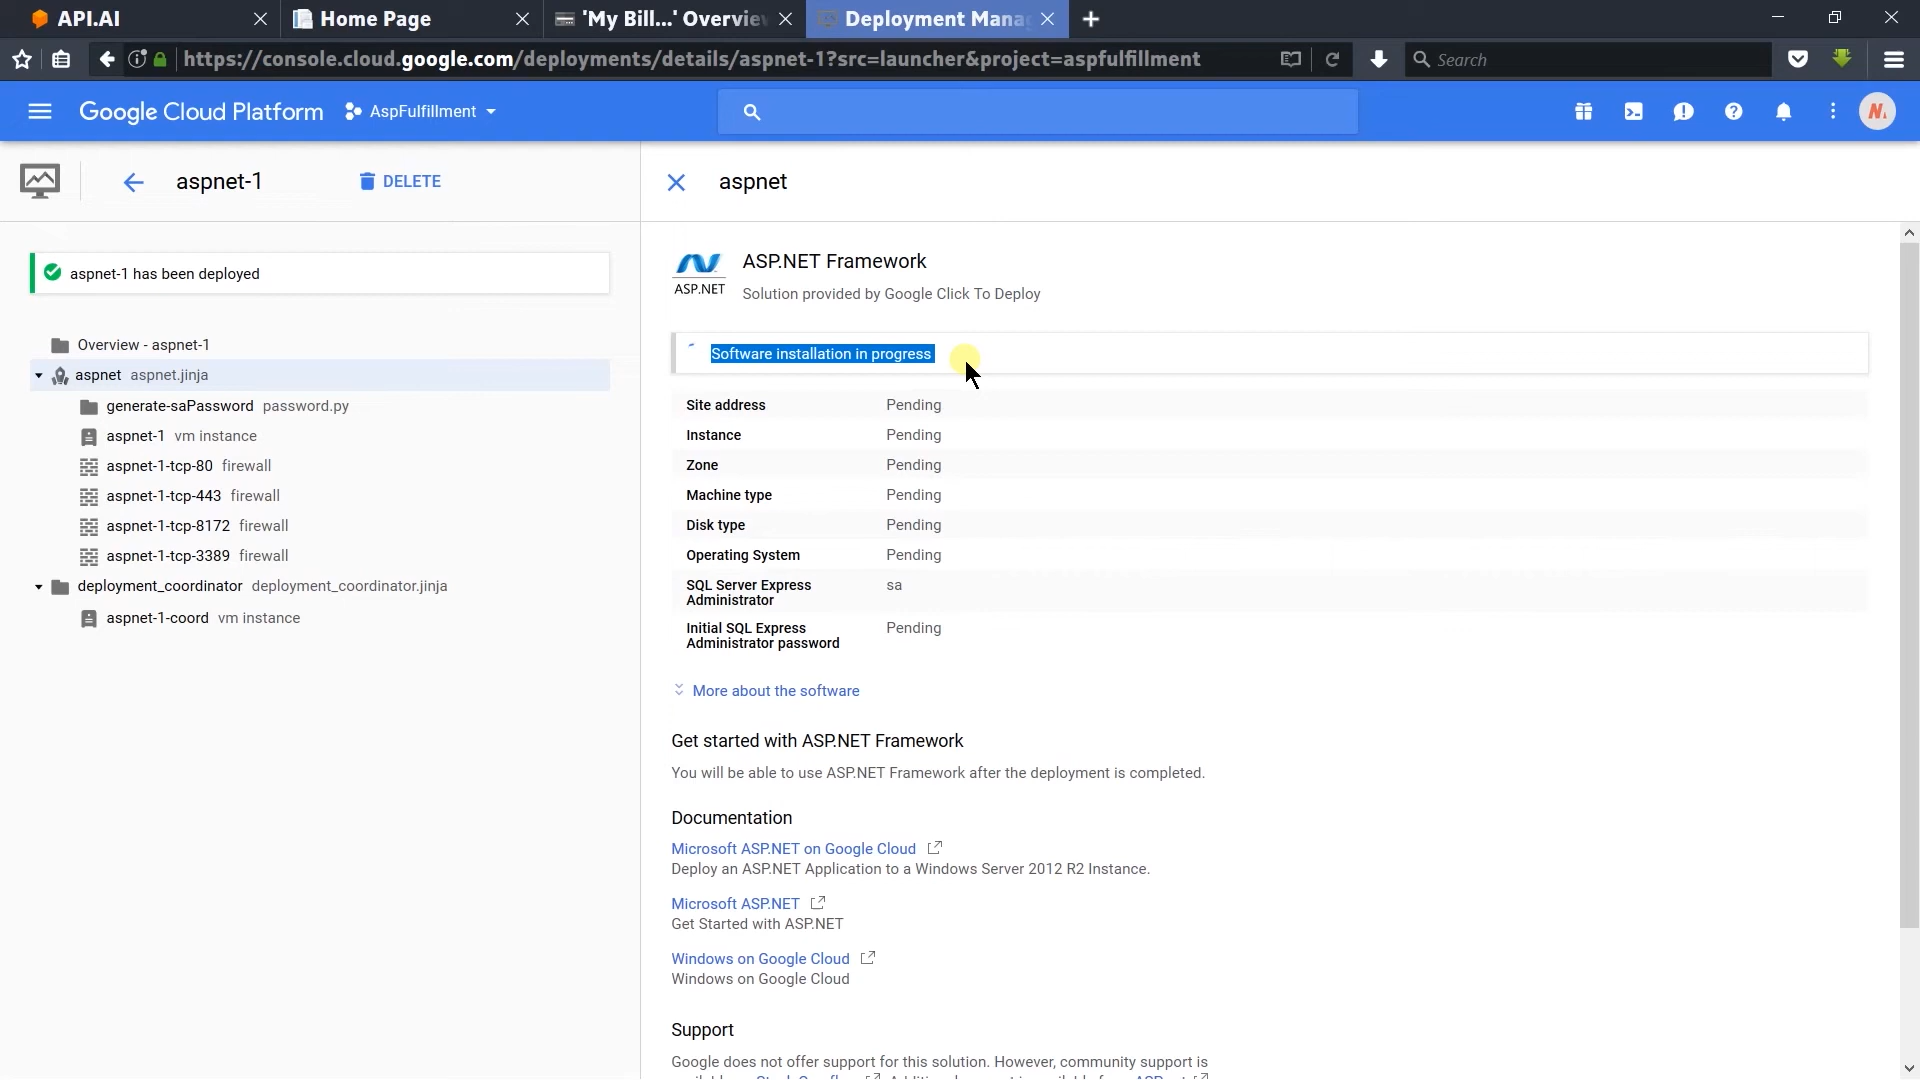 API.AI
Home Page
'My Bill...' Overvie
Deployment Mana
https://console.cloud.google.com/deployments/details/aspnet-1?src=launcher&project=aspfulfillment
Search
Google Cloud Platform
AspFulfillment
aspnet-1
DELETE
aspnet-1 has been deployed
Overview - aspnet-1
aspnet aspnet.jinja
generate-saPassword password.py
aspnet-1 vm instance
aspnet-1-tcp-80 firewall
aspnet-1-tcp-443 firewall
aspnet-1-tcp-8172 firewall
aspnet-1-tcp-3389 firewall
deployment_coordinator deployment_coordinator.jinja
aspnet-1-coord vm instance
aspnet
ASP.NET
ASP.NET Framework
Solution provided by Google Click To Deploy
Software installation in progress
Site address Pending
Instance Pending
Zone Pending
Machine type Pending
Disk type Pending
Operating System Pending
SQL Server Express sa
Administrator
Initial SQL Express Pending
Administrator password
More about the software
Get started with ASP.NET Framework
You will be able to use ASP.NET Framework after the deployment is completed.
Documentation
Microsoft ASP.NET on Google Cloud
Deploy an ASP.NET Application to a Windows Server 2012 R2 Instance.
Microsoft ASP.NET
Get Started with ASP.NET
Windows on Google Cloud
Windows on Google Cloud
Support
Google does not offer support for this solution. However, community support is